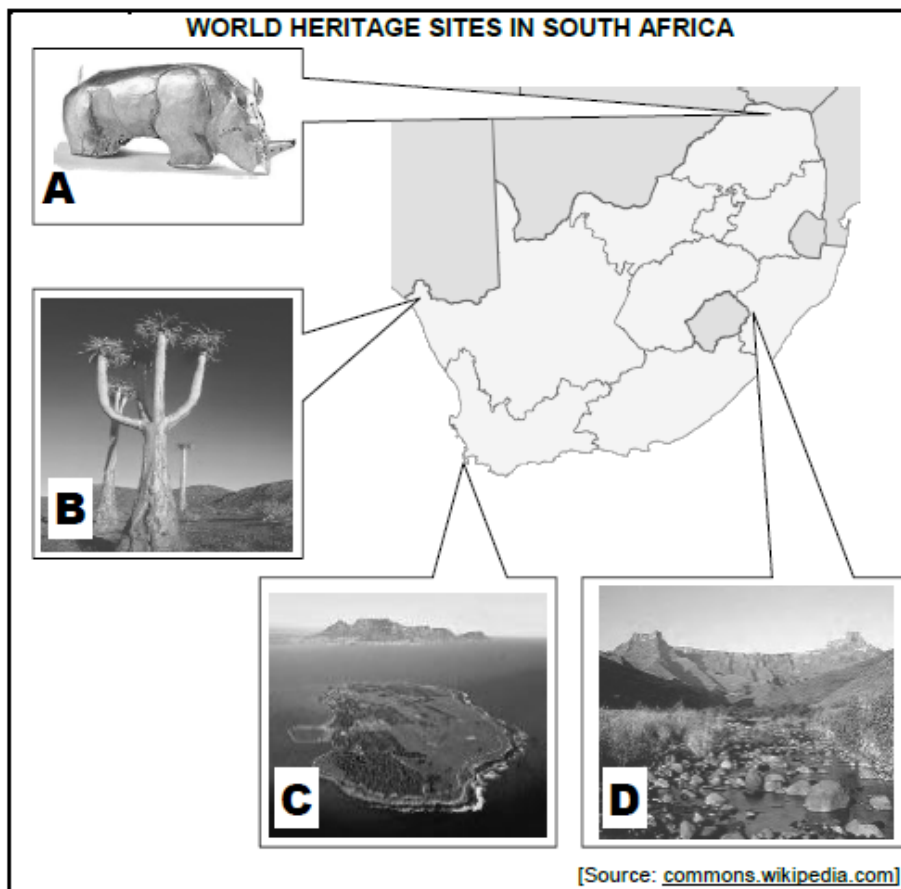 WORLD HERITAGE SITES IN SOUTH AFRICA
A
B
C
D
[Source: commons.wikipedia.com]